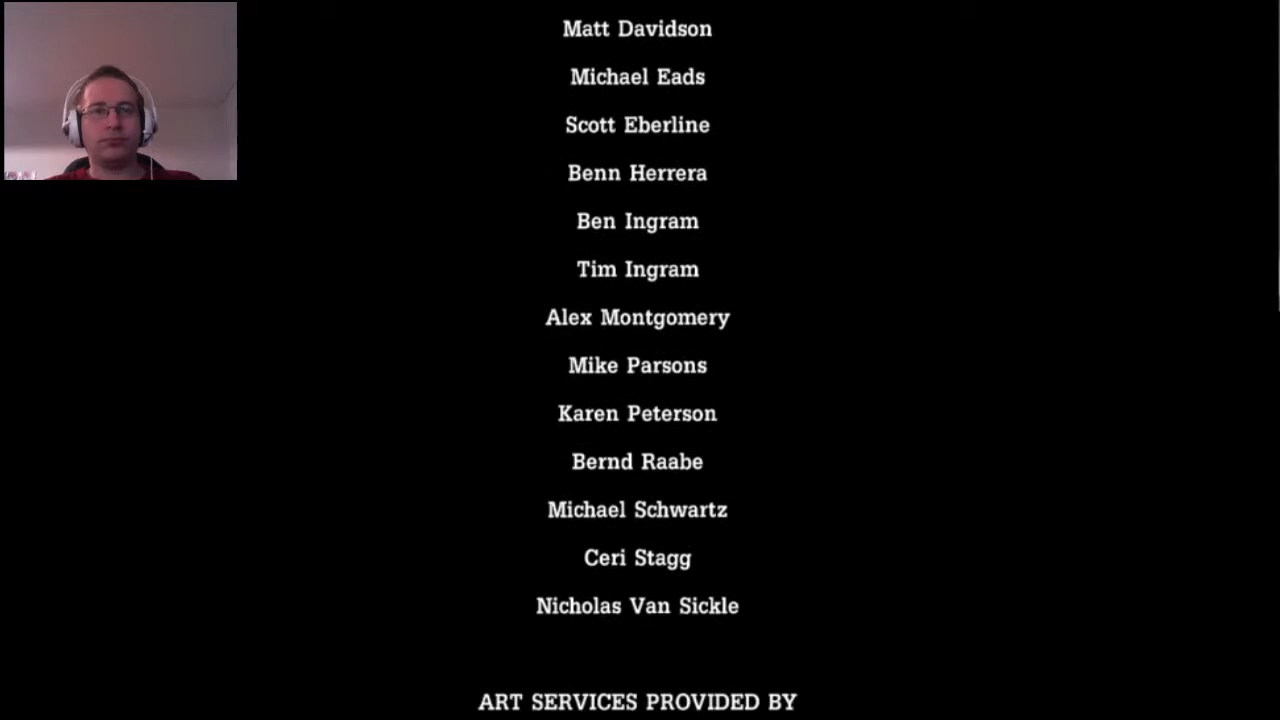 Matt Davidson
Michael Eads
Scott Eberline
Benn Herrera
Ben Ingram
Tim Ingram
Alex Montgomery
Mike Parsons
Karen Peterson
Bernd Raabe
Michael Schwartz
Ceri Stagg
Nicholas Van Sickle
ART SERVICES PROVIDED BY